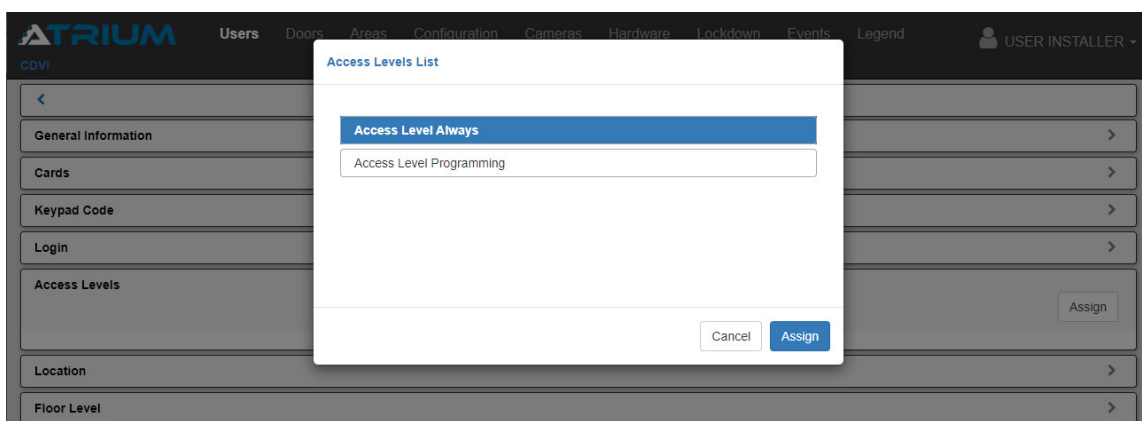 ATRIUM
CDVI
Users Doors Areas Configuration Cameras Hardware Lockdown Events Legend
USER INSTALLER
Access Levels List
Access Level Always
Access Level Programming
Cancel Assign
General Information
Cards
Keypad Code
Login
Access Levels
Assign
Location
Floor Level